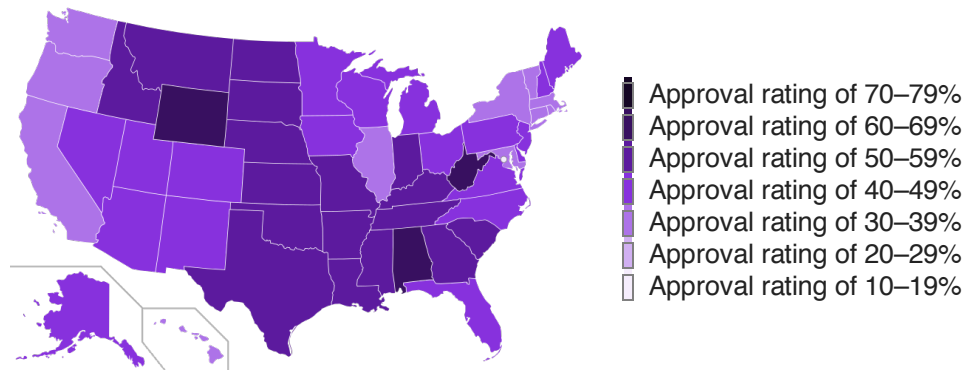 Approval rating of 70–79%
Approval rating of 60–69%
Approval rating of 50–59%
Approval rating of 40–49%
Approval rating of 30–39%
Approval rating of 20–29%
Approval rating of 10–19%